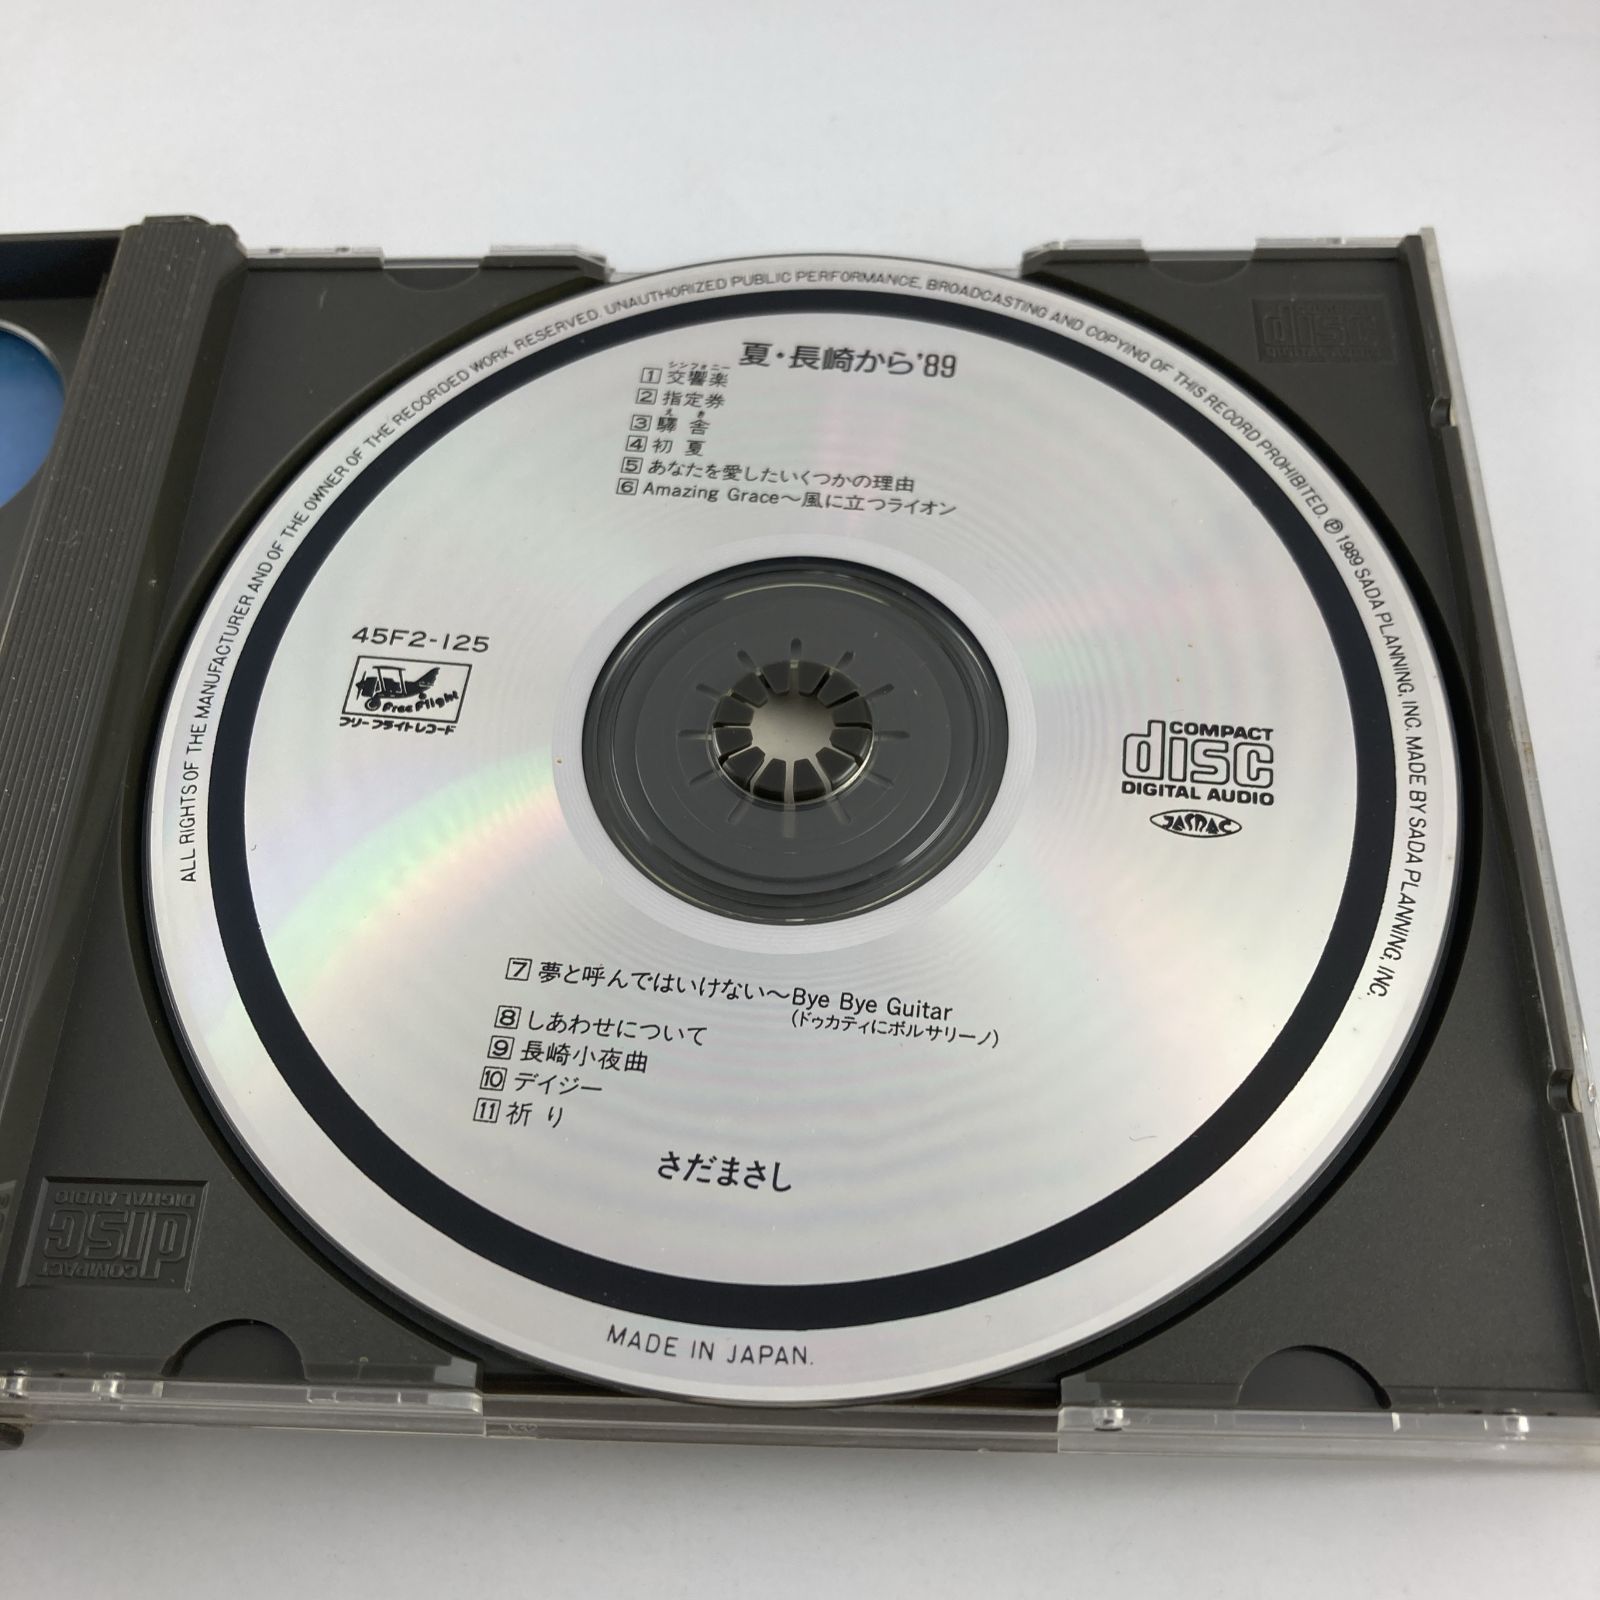 ALL RIGHTS OF THE MANUFACTURER AND OF THE OWNER OF THE RECORDED WORK RESERVED. UNAUTHORIZED PUBLIC PERFORMANCE, BROADCASTING AND COPYING OF THIS RECORD PROHIBITED. Ⓟ 1989 SADA PLANNING, INC. MADE BY SADA PLANNING, INC.
夏・長崎から'89
シンフォニー
1 交響楽
2 指定券
えき
3 驛舎
4 初夏
5 あなたを愛したいくつかの理由
6 Amazing Grace〜風に立つライオン
45F2-125
Free Flight
フリーフライトレコード
COMPACT
disc
DIGITAL AUDIO
JASRAC
7 夢と呼んではいけない〜Bye Bye Guitar
(ドゥカティにボルサリーノ)
8 しあわせについて
9 長崎小夜曲
10 デイジー
11 祈り
さだまさし
MADE IN JAPAN.
COMPACT
disc
DIGITAL AUDIO
COMPACT
disc
DIGITAL AUDIO